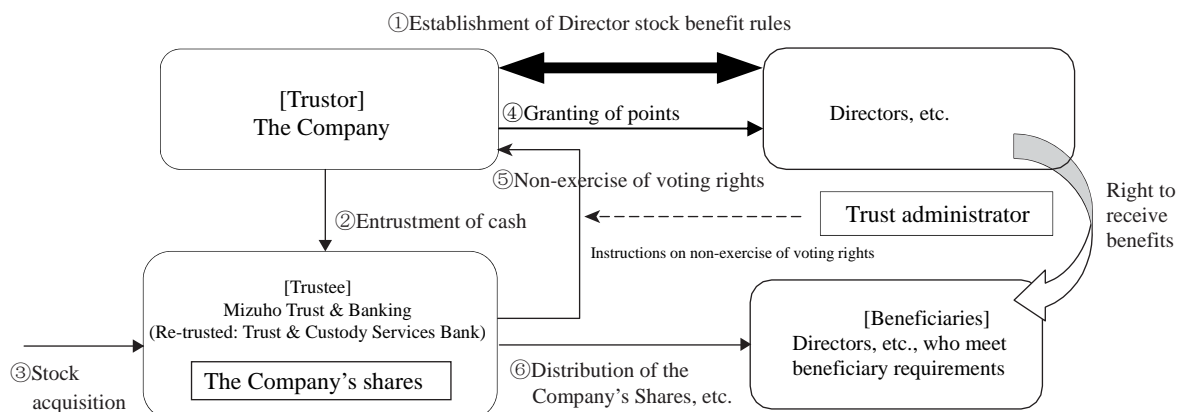 ①Establishment of Director stock benefit rules
[Trustor]
The Company
④Granting of points
Directors, etc.
⑤Non-exercise of voting rights
Right to
receive
benefits
②Entrustment of cash
Trust administrator
Instructions on non-exercise of voting rights
[Trustee]
Mizuho Trust & Banking
(Re-trusted: Trust & Custody Services Bank)
The Company’s shares
③Stock
acquisition
⑥Distribution of the
Company’s Shares, etc.
[Beneficiaries]
Directors, etc., who meet
beneficiary requirements